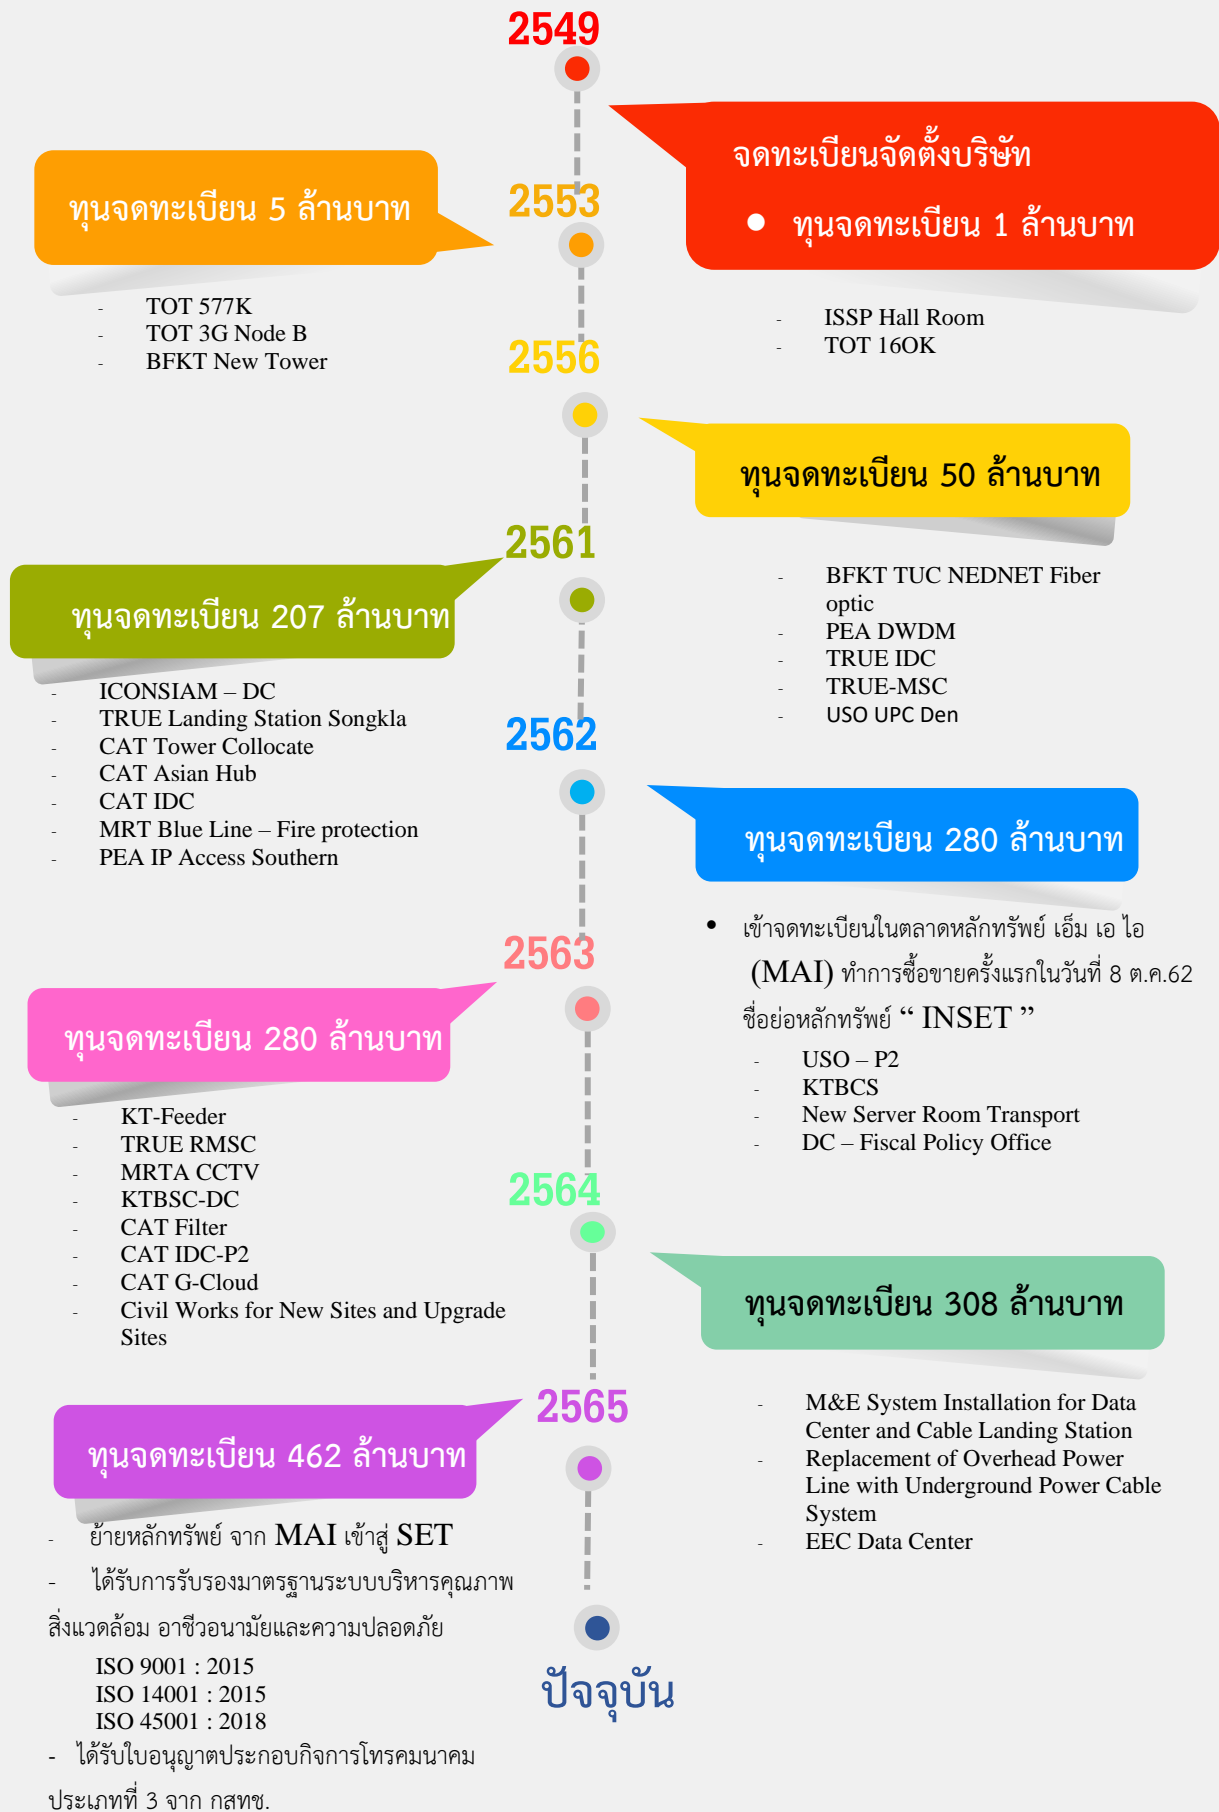 2549
จดทะเบียนจัดตั้งบริษัท
● ทุนจดทะเบียน 1 ล้านบาท
- ISSP Hall Room
- TOT 16OK
2553
ทุนจดทะเบียน 5 ล้านบาท
- TOT 577K
- TOT 3G Node B
- BFKT New Tower
2556
ทุนจดทะเบียน 50 ล้านบาท
- BFKT TUC NEDNET Fiber
optic
- PEA DWDM
- TRUE IDC
- TRUE-MSC
- USO UPC Den
2561
ทุนจดทะเบียน 207 ล้านบาท
- ICONSIAM – DC
- TRUE Landing Station Songkla
- CAT Tower Collocate
- CAT Asian Hub
- CAT IDC
- MRT Blue Line – Fire protection
- PEA IP Access Southern
2562
ทุนจดทะเบียน 280 ล้านบาท
• เข้าจดทะเบียนในตลาดหลักทรัพย์ เอ็ม เอ ไอ
(MAI) ทำการซื้อขายครั้งแรกในวันที่ 8 ต.ค.62
ชื่อย่อหลักทรัพย์ “ INSET ”
- USO – P2
- KTBCS
- New Server Room Transport
- DC – Fiscal Policy Office
2563
ทุนจดทะเบียน 280 ล้านบาท
- KT-Feeder
- TRUE RMSC
- MRTA CCTV
- KTBSC-DC
- CAT Filter
- CAT IDC-P2
- CAT G-Cloud
- Civil Works for New Sites and Upgrade
Sites
2564
ทุนจดทะเบียน 308 ล้านบาท
- M&E System Installation for Data
Center and Cable Landing Station
- Replacement of Overhead Power
Line with Underground Power Cable
System
- EEC Data Center
2565
ทุนจดทะเบียน 462 ล้านบาท
- ย้ายหลักทรัพย์ จาก MAI เข้าสู่ SET
- ได้รับการรับรองมาตรฐานระบบบริหารคุณภาพ
สิ่งแวดล้อม อาชีวอนามัยและความปลอดภัย
ISO 9001 : 2015
ISO 14001 : 2015
ISO 45001 : 2018
- ได้รับใบอนุญาตประกอบกิจการโทรคมนาคม
ประเภทที่ 3 จาก กสทช.
ปัจจุบัน